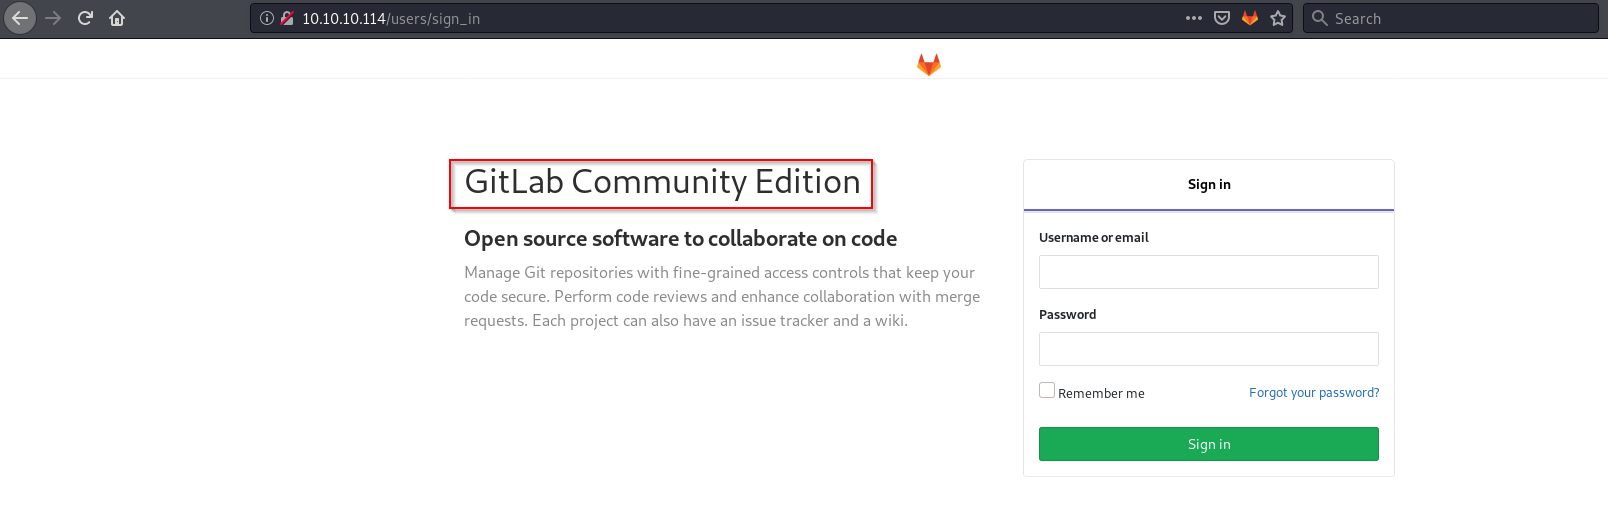 10.10.10.114/users/sign_in
Search
GitLab Community Edition
Open source software to collaborate on code
Manage Git repositories with fine-grained access controls that keep your
code secure. Perform code reviews and enhance collaboration with merge
requests. Each project can also have an issue tracker and a wiki.
Sign in
Username or email
Password
Remember me
Forgot your password?
Sign in